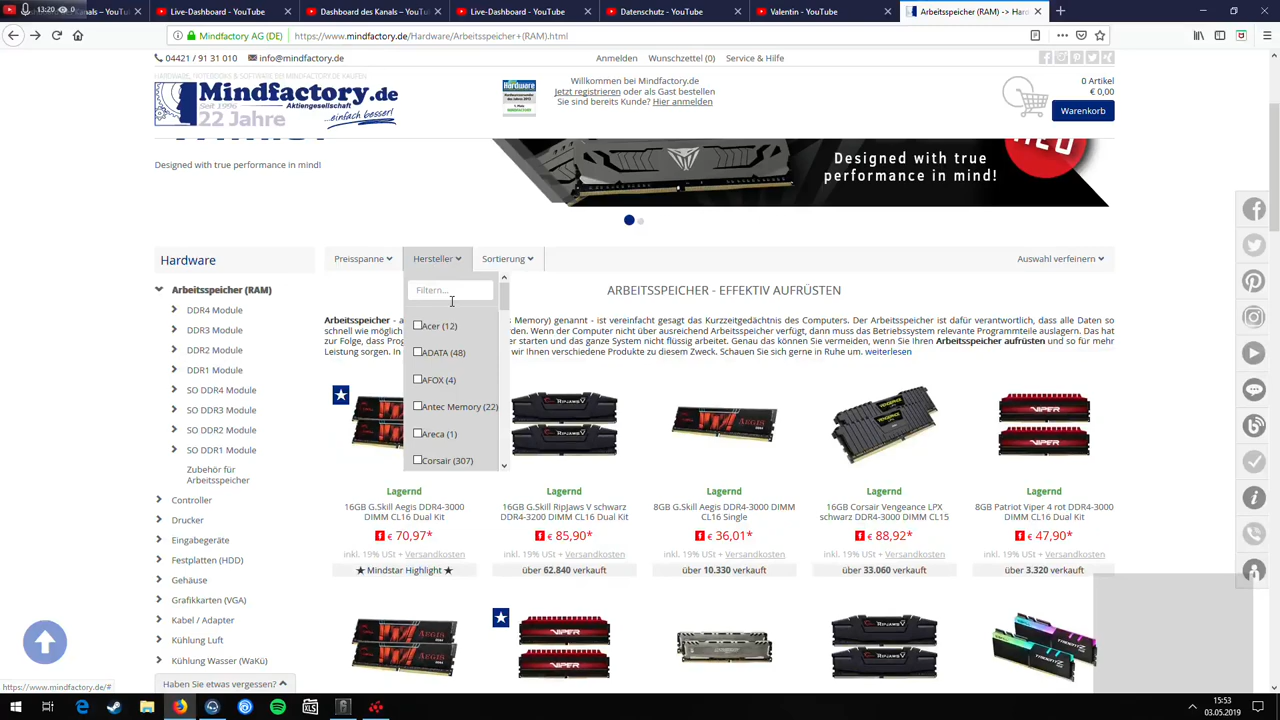 13:20
Live-Dashboard - YouTube
Dashboard des Kanals - YouTube
Live-Dashboard - YouTube
Datenschutz - YouTube
Valentin - YouTube
Arbeitsspeicher (RAM) -> Hard
Mindfactory AG (DE)
https://www.mindfactory.de/Hardware/Arbeitsspeicher+(RAM).html
04421 / 91 31 010
info@mindfactory.de
Anmelden
Wunschzettel (0)
Service & Hilfe
HARDWARE, NOTEBOOKS & SOFTWARE BEI MINDFACTORY.DE KAUFEN
Mindfactory.de
Seit 1996
Aktiengesellschaft
22 Jahre
...einfach besser!
Willkommen bei Mindfactory.de
Jetzt registrieren oder als Gast bestellen
Sie sind bereits Kunde? Hier anmelden
0 Artikel
€ 0,00
Warenkorb
Designed with true performance in mind!
Designed with true
performance in mind!
Hardware
Preisspanne
Hersteller
Sortierung
Auswahl verfeinern
Filtern...
Acer (12)
ADATA (48)
AFOX (4)
Antec Memory (22)
Areca (1)
Corsair (307)
ARBEITSSPEICHER - EFFEKTIV AUFRÜSTEN
Arbeitsspeicher - a
Memory) genannt - ist vereinfacht gesagt das Kurzzeitgedächtnis des Computers. Der Arbeitsspeicher ist dafür verantwortlich, dass alle Daten so
schnell wie möglich
Wenn der Computer nicht über ausreichend Arbeitsspeicher verfügt, dann muss das Betriebssystem relevante Programmteile auslagern. Das hat
zur Folge, dass Prog
starten und das ganze System nicht flüssig arbeitet. Genau das können Sie vermeiden, wenn Sie Ihren Arbeitsspeicher aufrüsten und so für mehr
Leistung sorgen. In
wir Ihnen verschiedene Produkte zu diesem Zweck. Schauen Sie sich gerne in Ruhe um. weiterlesen
Arbeitsspeicher (RAM)
DDR4 Module
DDR3 Module
DDR2 Module
DDR1 Module
SO DDR4 Module
SO DDR3 Module
SO DDR2 Module
SO DDR1 Module
Zubehör für
Arbeitsspeicher
Controller
Drucker
Eingabegeräte
Festplatten (HDD)
Gehäuse
Grafikkarten (VGA)
Kabel / Adapter
Kühlung Luft
Kühlung Wasser (WaKü)
Lagernd
16GB G.Skill Aegis DDR4-3000
DIMM CL16 Dual Kit
€ 70,97*
inkl. 19% USt + Versandkosten
★ Mindstar Highlight ★
Lagernd
16GB G.Skill RipJaws V schwarz
DDR4-3200 DIMM CL16 Dual Kit
€ 85,90*
inkl. 19% USt + Versandkosten
über 62.840 verkauft
Lagernd
8GB G.Skill Aegis DDR4-3000 DIMM
CL16 Single
€ 36,01*
inkl. 19% USt + Versandkosten
über 10.330 verkauft
Lagernd
16GB Corsair Vengeance LPX
schwarz DDR4-3000 DIMM CL15
€ 88,92*
inkl. 19% USt + Versandkosten
über 33.060 verkauft
Lagernd
8GB Patriot Viper 4 rot DDR4-3000
DIMM CL16 Dual Kit
€ 47,90*
inkl. 19% USt + Versandkosten
über 3.320 verkauft
Haben Sie etwas vergessen?
https://www.mindfactory.de/#
15:53
03.05.2019